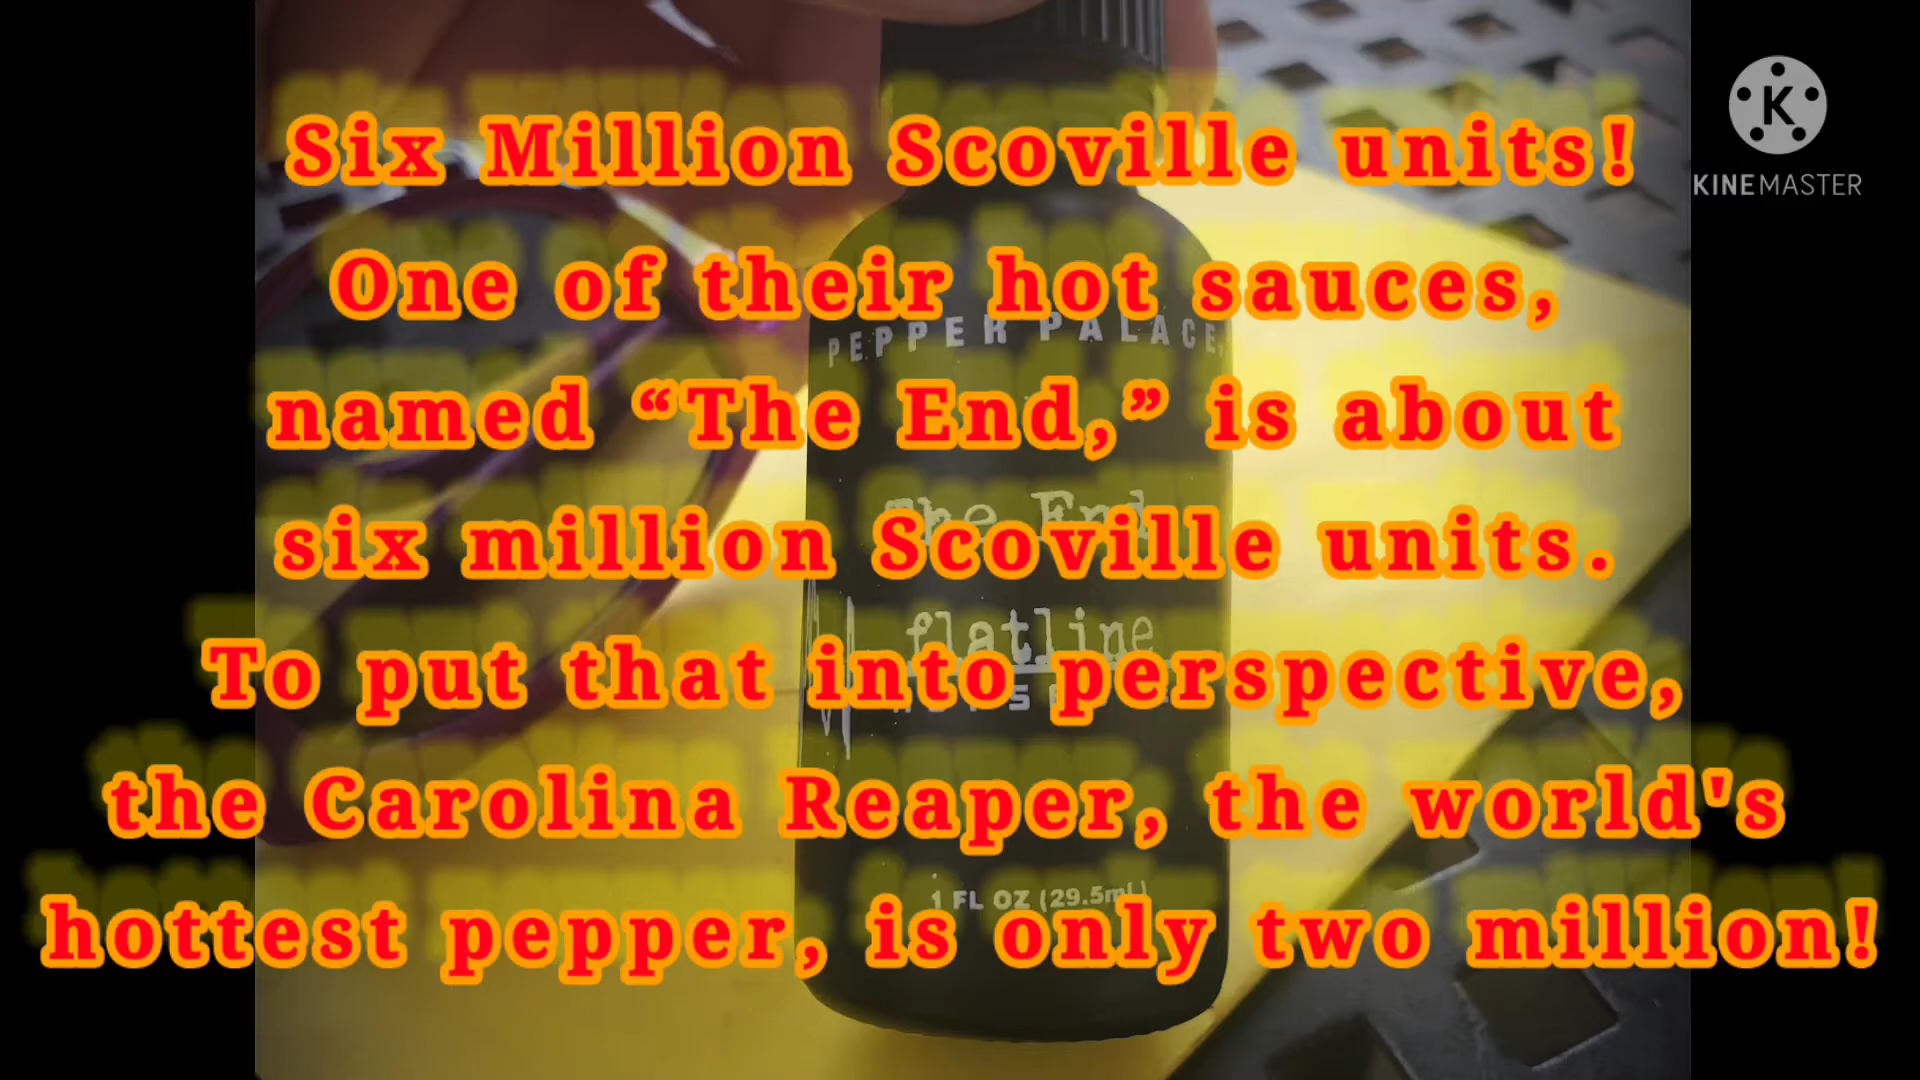 Six Million Scoville units!
One of their hot sauces,
named “The End,” is about
six million Scoville units.
To put that into perspective,
the Carolina Reaper, the world's
hottest pepper, is only two million!
PEPPER PALACE
The End
flatline
1 FL OZ (29.5mL)
K
KINEMASTER